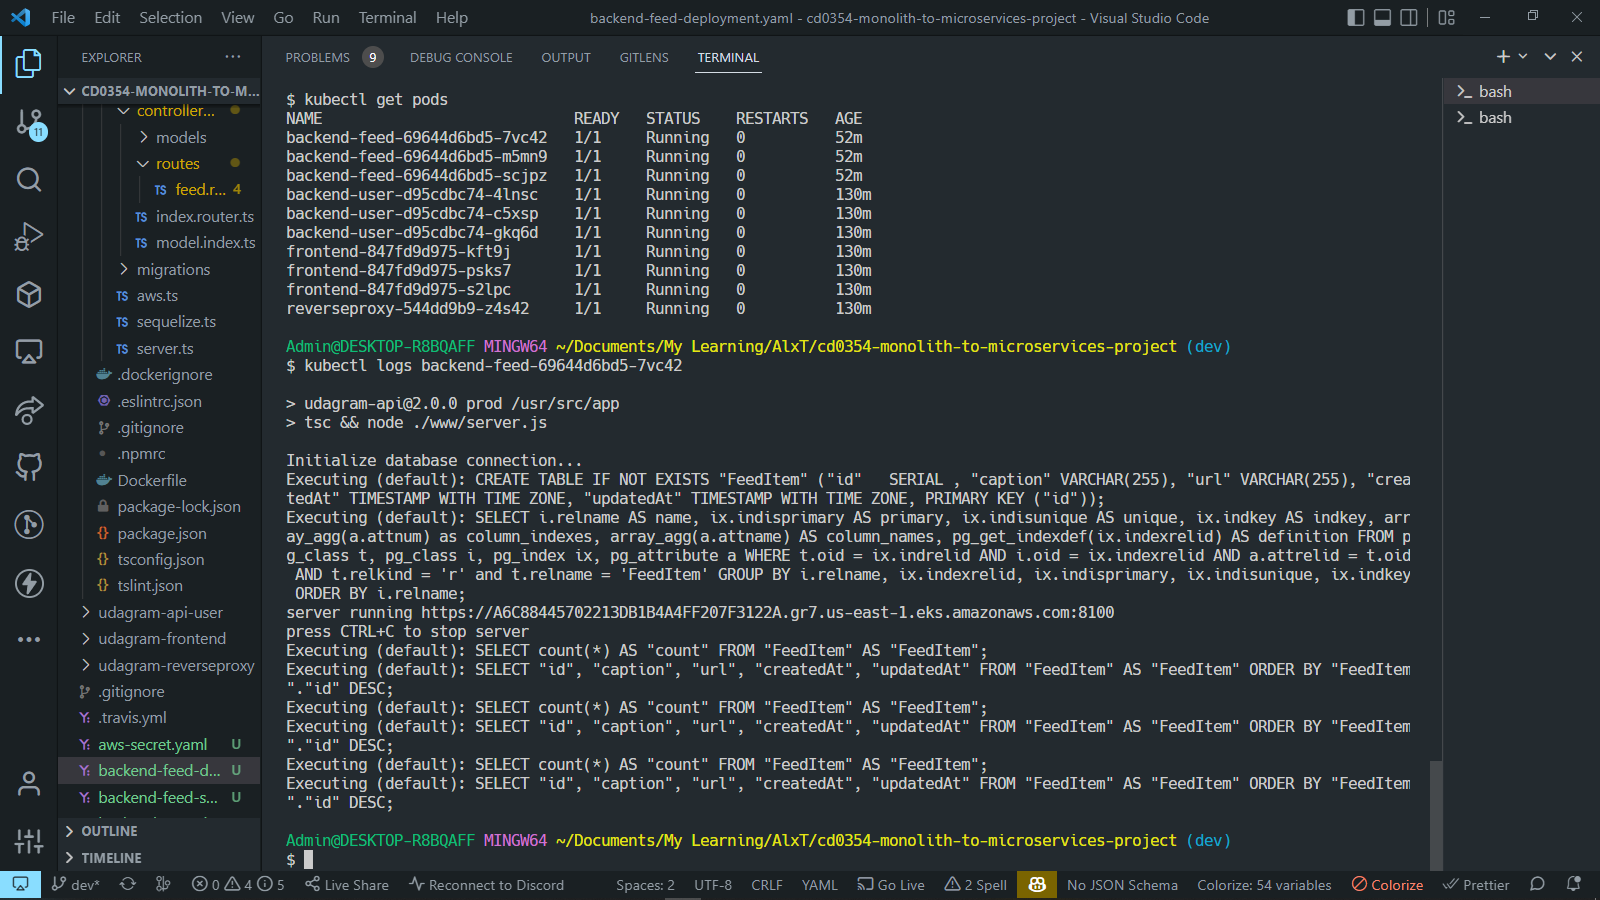 File Edit Selection View Go Run Terminal Help
backend-feed-deployment.yaml - cd0354-monolith-to-microservices-project - Visual Studio Code
EXPLORER
CD0354-MONOLITH-TO-M...
controller...
models
routes
TS feed.r... 4
TS index.router.ts
TS model.index.ts
migrations
TS aws.ts
TS sequelize.ts
TS server.ts
.dockerignore
.eslintrc.json
.gitignore
.npmrc
Dockerfile
package-lock.json
{} package.json
{} tsconfig.json
{} tslint.json
udagram-api-user
udagram-frontend
udagram-reverseproxy
.gitignore
Y: .travis.yml
Y: aws-secret.yaml U
Y: backend-feed-d... U
Y: backend-feed-s... U
OUTLINE
TIMELINE
11
PROBLEMS 9 DEBUG CONSOLE OUTPUT GITLENS TERMINAL
$ kubectl get pods
NAME READY STATUS RESTARTS AGE
backend-feed-69644d6bd5-7vc42 1/1 Running 0 52m
backend-feed-69644d6bd5-m5mn9 1/1 Running 0 52m
backend-feed-69644d6bd5-scjpz 1/1 Running 0 52m
backend-user-d95cdbc74-4lnsc 1/1 Running 0 130m
backend-user-d95cdbc74-c5xsp 1/1 Running 0 130m
backend-user-d95cdbc74-gkq6d 1/1 Running 0 130m
frontend-847fd9d975-kft9j 1/1 Running 0 130m
frontend-847fd9d975-psks7 1/1 Running 0 130m
frontend-847fd9d975-s2lpc 1/1 Running 0 130m
reverseproxy-544dd9b9-z4s42 1/1 Running 0 130m
Admin@DESKTOP-R8BQAFF MINGW64 ~/Documents/My Learning/AlxT/cd0354-monolith-to-microservices-project (dev)
$ kubectl logs backend-feed-69644d6bd5-7vc42
> udagram-api@2.0.0 prod /usr/src/app
> tsc && node ./www/server.js
Initialize database connection...
Executing (default): CREATE TABLE IF NOT EXISTS "FeedItem" ("id"   SERIAL , "caption" VARCHAR(255), "url" VARCHAR(255), "crea
tedAt" TIMESTAMP WITH TIME ZONE, "updatedAt" TIMESTAMP WITH TIME ZONE, PRIMARY KEY ("id"));
Executing (default): SELECT i.relname AS name, ix.indisprimary AS primary, ix.indisunique AS unique, ix.indkey AS indkey, arr
ay_agg(a.attnum) as column_indexes, array_agg(a.attname) AS column_names, pg_get_indexdef(ix.indexrelid) AS definition FROM p
g_class t, pg_class i, pg_index ix, pg_attribute a WHERE t.oid = ix.indrelid AND i.oid = ix.indexrelid AND a.attrelid = t.oid
AND t.relkind = 'r' and t.relname = 'FeedItem' GROUP BY i.relname, ix.indexrelid, ix.indisprimary, ix.indisunique, ix.indkey
ORDER BY i.relname;
server running https://A6C88445702213DB1B4A4FF207F3122A.gr7.us-east-1.eks.amazonaws.com:8100
press CTRL+C to stop server
Executing (default): SELECT count(*) AS "count" FROM "FeedItem" AS "FeedItem";
Executing (default): SELECT "id", "caption", "url", "createdAt", "updatedAt" FROM "FeedItem" AS "FeedItem" ORDER BY "FeedItem
"."id" DESC;
Executing (default): SELECT count(*) AS "count" FROM "FeedItem" AS "FeedItem";
Executing (default): SELECT "id", "caption", "url", "createdAt", "updatedAt" FROM "FeedItem" AS "FeedItem" ORDER BY "FeedItem
"."id" DESC;
Executing (default): SELECT count(*) AS "count" FROM "FeedItem" AS "FeedItem";
Executing (default): SELECT "id", "caption", "url", "createdAt", "updatedAt" FROM "FeedItem" AS "FeedItem" ORDER BY "FeedItem
"."id" DESC;
Admin@DESKTOP-R8BQAFF MINGW64 ~/Documents/My Learning/AlxT/cd0354-monolith-to-microservices-project (dev)
$
bash
bash
dev* 0 4 5 Live Share Reconnect to Discord Spaces: 2 UTF-8 CRLF YAML Go Live 2 Spell No JSON Schema Colorize: 54 variables Colorize Prettier